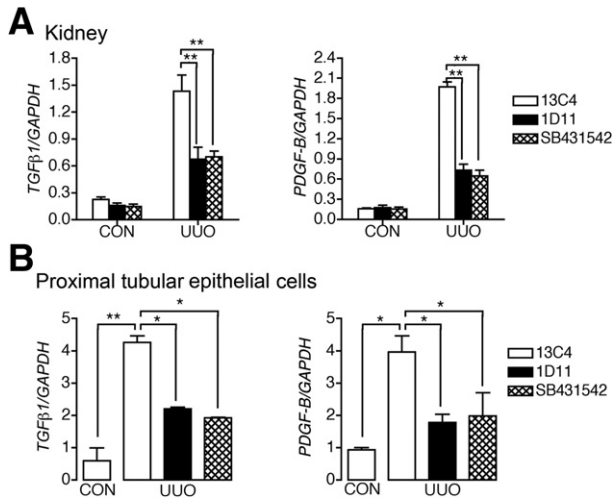 A Kidney
TGFβ1/GAPDH
1.8
1.5
1.2
0.9
0.6
0.3
0.0
**
**
CON
UUO
PDGF-B/GAPDH
2.4
2.1
1.8
1.5
1.2
0.9
0.6
0.3
0.0
**
**
CON
UUO
13C4
1D11
SB431542
B Proximal tubular epithelial cells
TGFβ1/GAPDH
5
4
3
2
1
0
**
*
*
CON
UUO
PDGF-B/GAPDH
5
4
3
2
1
0
*
*
*
CON
UUO
13C4
1D11
SB431542